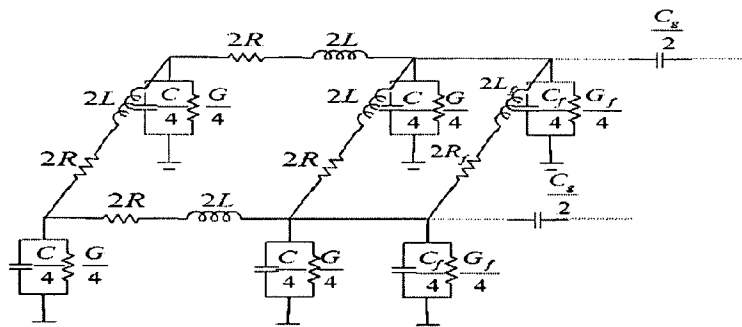 2R 2L C_g/2
2L C/4 G/4 2L C/4 G/4 2L_f C_f/4 G_f/4
2R 2R 2R_f
2R 2L C_g/2
C/4 G/4 C/4 G/4 C_f/4 G_f/4